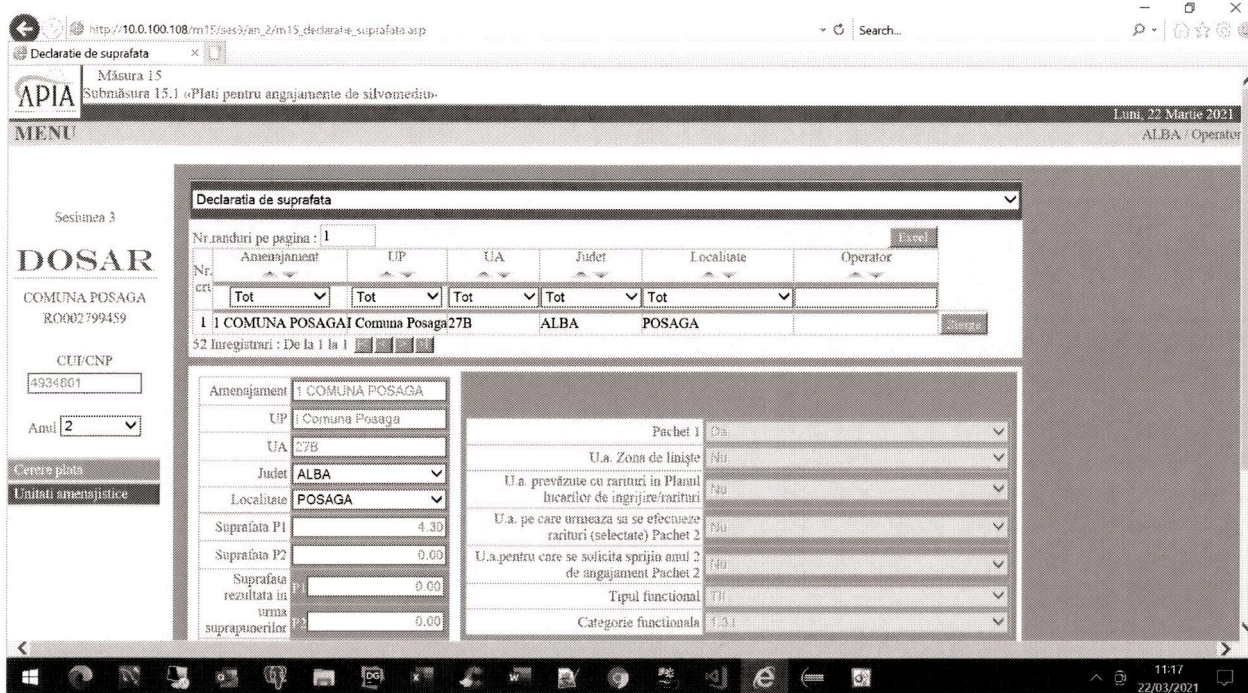 http://10.0.100.108/m15/ses3/an_2/m15_declaratie_suprafata.asp
Search...
Declaratie de suprafata
APIA
Măsura 15
Submăsura 15.1 «Plati pentru angajamente de silvomediu»
Luni, 22 Martie 2021
MENU
ALBA / Operator
Sesiunea 3
DOSAR
COMUNA POSAGA
RO002799459
CUI/CNP
4934801
Anul 2
Cerere plata
Unitati amenajistice
Declaratia de suprafata
Nr.randuri pe pagina : 1
Excel
Nr. crt Amenajament UP UA Judet Localitate Operator
Tot Tot Tot Tot Tot
1 1 COMUNA POSAGA I Comuna Posaga 27B ALBA POSAGA Sterge
52 Inregistrari : De la 1 la 1 |< < > >|
Amenajament 1 COMUNA POSAGA
UP I Comuna Posaga
UA 27B
Judet ALBA
Localitate POSAGA
Suprafata P1 4.30
Suprafata P2 0.00
Suprafata rezultata in urma suprapunerilor
P1 0.00
P2 0.00
Pachet 1 Da
U.a. Zona de liniște Nu
U.a. prevăzute cu rarituri in Planul lucarilor de ingrijire/rarituri Nu
U.a. pe care urmeaza sa se efectueze rarituri (selectate) Pachet 2 Nu
U.a.pentru care se solicita sprijin anul 2 de angajament Pachet 2 Nu
Tipul functional TII
Categorie functionala
11:17
22/03/2021